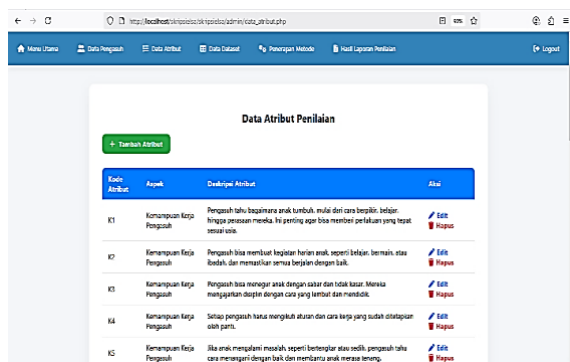 http://localhost/skripsielsa/skripsielsa/admin/data_atribut.php
Menu Utama Data Pengasuh Data Atribut Data Dataset Penerapan Metode Hasil Laporan Penilaian Logout
Data Atribut Penilaian
+ Tambah Atribut
Kode Atribut Aspek Deskripsi Atribut Aksi
K1 Kemampuan Kerja Pengasuh
Pengasuh tahu bagaimana anak tumbuh, mulai dari cara berpikir, belajar,
hingga perasaan mereka. Ini penting agar bisa memberi perlakuan yang tepat
sesuai usia.
Edit
Hapus
K2 Kemampuan Kerja Pengasuh
Pengasuh bisa membuat kegiatan harian anak, seperti belajar, bermain, atau
ibadah, dan memastikan semua berjalan dengan baik.
Edit
Hapus
K3 Kemampuan Kerja Pengasuh
Pengasuh bisa menegur anak dengan sabar dan tidak kasar. Mereka
mengajarkan disiplin dengan cara yang lembut dan mendidik.
Edit
Hapus
K4 Kemampuan Kerja Pengasuh
Setiap pengasuh harus mengikuti aturan dan cara kerja yang sudah ditetapkan
oleh panti.
Edit
Hapus
K5 Kemampuan Kerja Pengasuh
Jika anak mengalami masalah, seperti bertengkar atau sedih, pengasuh tahu
cara menangani dengan baik dan membantu anak merasa tenang.
Edit
Hapus